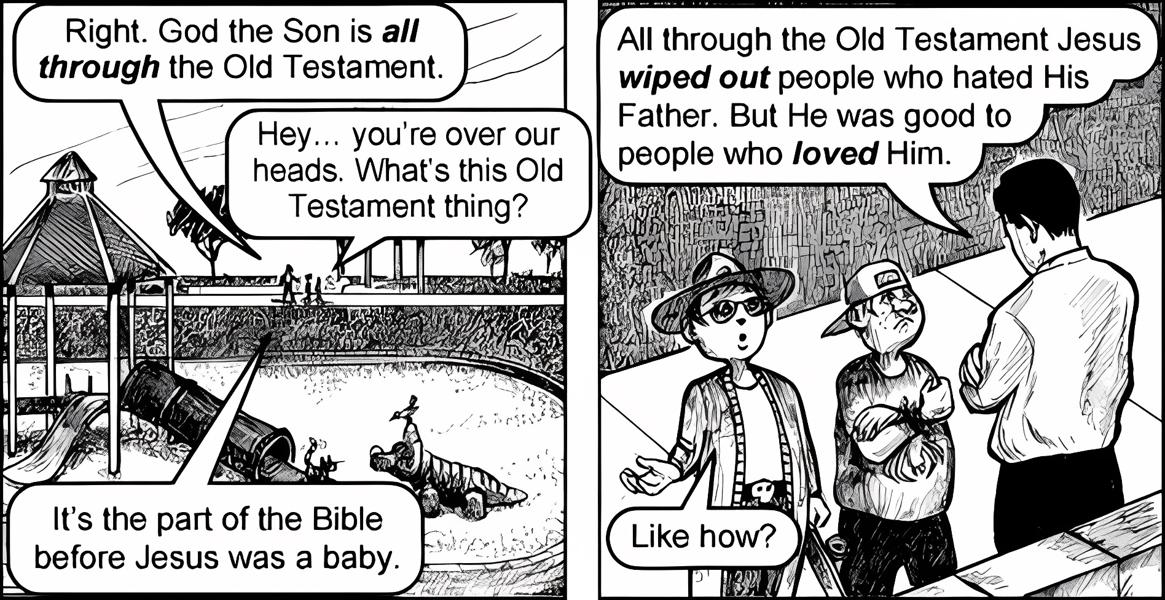 Right. God the Son is all
through the Old Testament.
Hey... you're over our
heads. What's this Old
Testament thing?
It's the part of the Bible
before Jesus was a baby.
All through the Old Testament Jesus
wiped out people who hated His
Father. But He was good to
people who loved Him.
Like how?